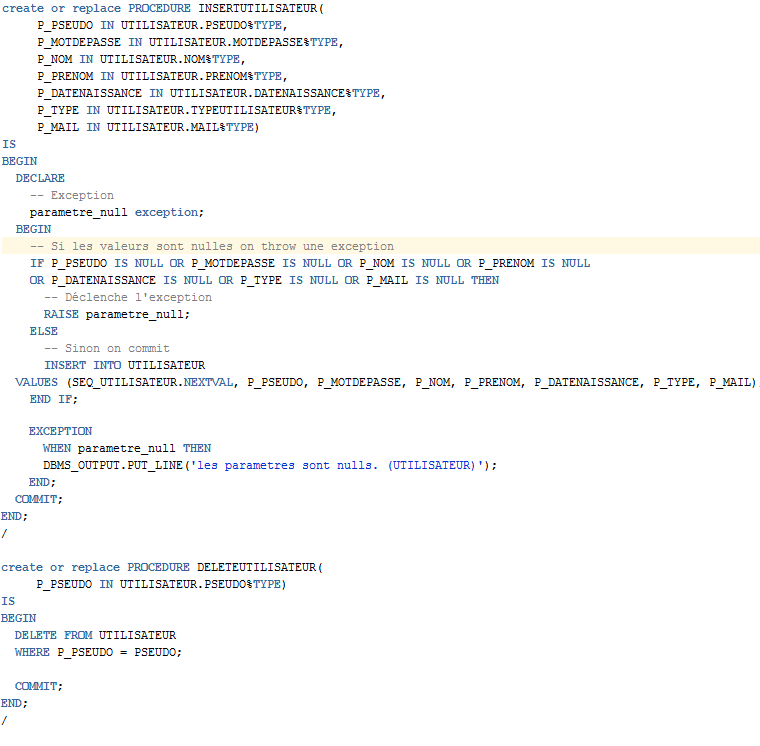 create or replace PROCEDURE INSERTUTILISATEUR(
P_PSEUDO IN UTILISATEUR.PSEUDO%TYPE,
P_MOTDEPASSE IN UTILISATEUR.MOTDEPASSE%TYPE,
P_NOM IN UTILISATEUR.NOM%TYPE,
P_PRENOM IN UTILISATEUR.PRENOM%TYPE,
P_DATENAISSANCE IN UTILISATEUR.DATENAISSANCE%TYPE,
P_TYPE IN UTILISATEUR.TYPEUTILISATEUR%TYPE,
P_MAIL IN UTILISATEUR.MAIL%TYPE)
IS
BEGIN
DECLARE
-- Exception
parametre_null exception;
BEGIN
-- Si les valeurs sont nulles on throw une exception
IF P_PSEUDO IS NULL OR P_MOTDEPASSE IS NULL OR P_NOM IS NULL OR P_PRENOM IS NULL
OR P_DATENAISSANCE IS NULL OR P_TYPE IS NULL OR P_MAIL IS NULL THEN
-- Déclenche l'exception
RAISE parametre_null;
ELSE
-- Sinon on commit
INSERT INTO UTILISATEUR
VALUES (SEQ_UTILISATEUR.NEXTVAL, P_PSEUDO, P_MOTDEPASSE, P_NOM, P_PRENOM, P_DATENAISSANCE, P_TYPE, P_MAIL)
END IF;
EXCEPTION
WHEN parametre_null THEN
DBMS_OUTPUT.PUT_LINE('les parametres sont nulls. (UTILISATEUR)');
END;
COMMIT;
END;
/
create or replace PROCEDURE DELETEUTILISATEUR(
P_PSEUDO IN UTILISATEUR.PSEUDO%TYPE)
IS
BEGIN
DELETE FROM UTILISATEUR
WHERE P_PSEUDO = PSEUDO;
COMMIT;
END;
/